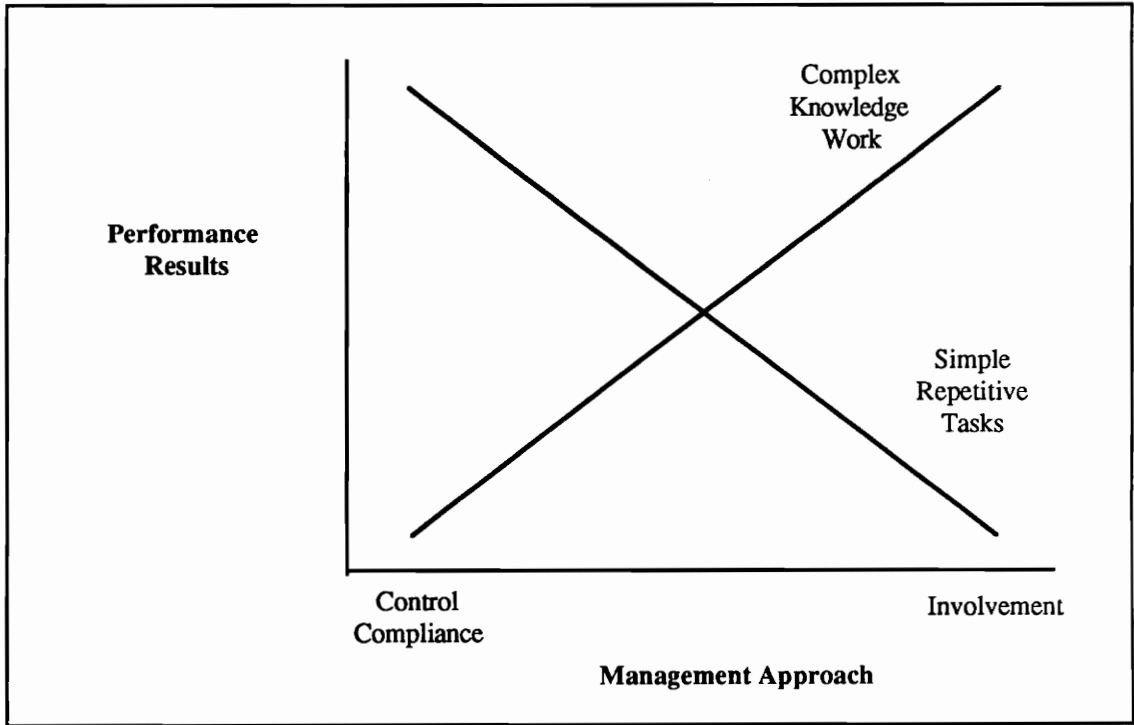 Complex
Knowledge
Work
Performance
Results
Simple
Repetitive
Tasks
Control
Compliance
Involvement
Management Approach